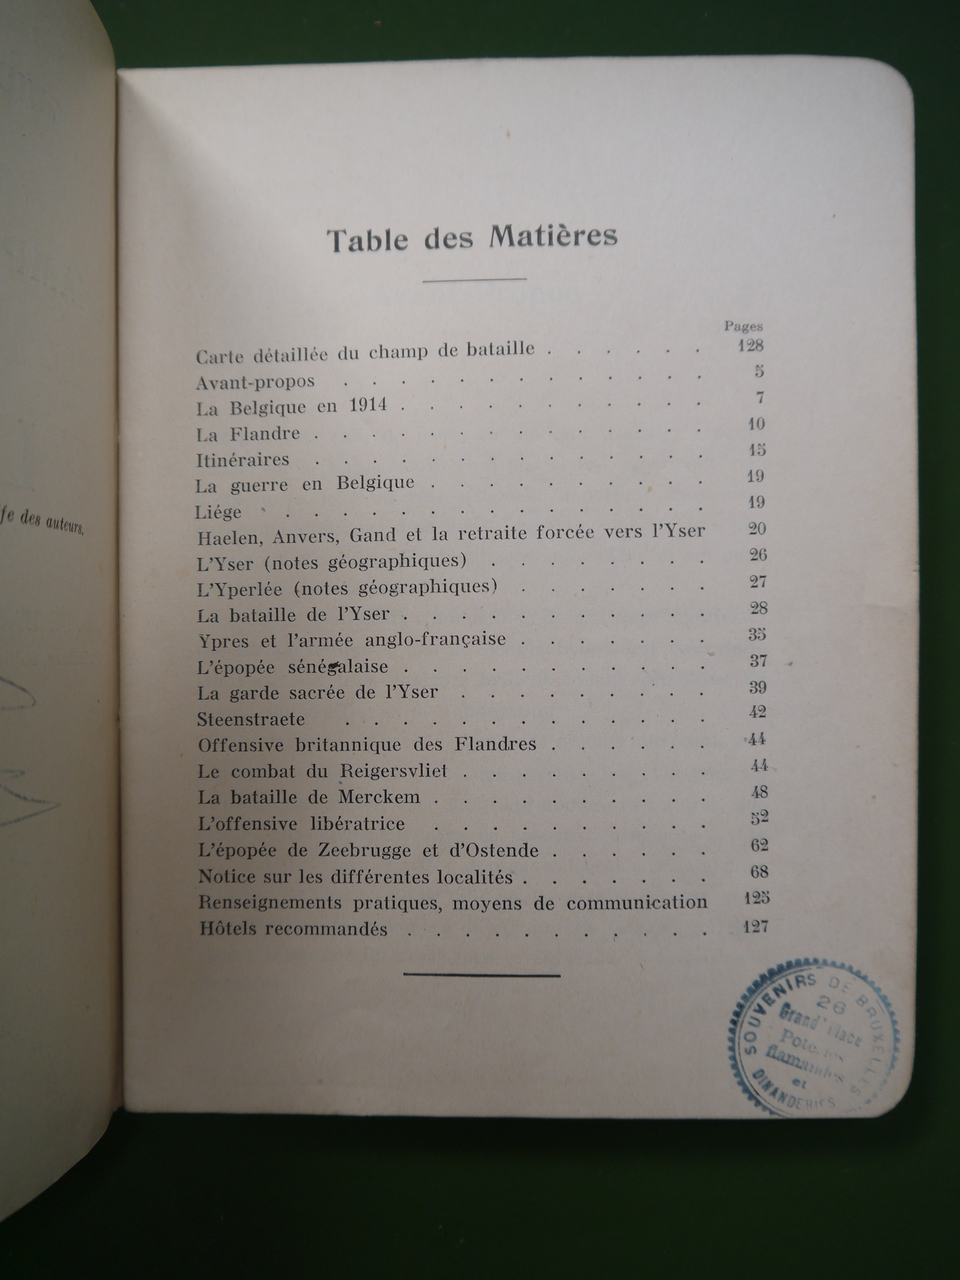 fe des auteurs.
Table des Matières
Pages
Carte détaillée du champ de bataille . . . . . . 128
Avant-propos . . . . . . . . . . . . . 5
La Belgique en 1914 . . . . . . . . . . . 7
La Flandre . . . . . . . . . . . . . . 10
Itinéraires . . . . . . . . . . . . . . 15
La guerre en Belgique . . . . . . . . . . 19
Liége . . . . . . . . . . . . . . . 19
Haelen, Anvers, Gand et la retraite forcée vers l'Yser 20
L'Yser (notes géographiques) . . . . . . . . 26
L'Yperlée (notes géographiques) . . . . . . . 27
La bataille de l'Yser . . . . . . . . . . . 28
Ypres et l'armée anglo-française . . . . . . . 35
L'épopée sénégalaise . . . . . . . . . . . 37
La garde sacrée de l'Yser . . . . . . . . . 39
Steenstraete . . . . . . . . . . . . . 42
Offensive britannique des Flandres . . . . . . 44
Le combat du Reigersvliet . . . . . . . . . 44
La bataille de Merckem . . . . . . . . . . 48
L'offensive libératrice . . . . . . . . . . 52
L'épopée de Zeebrugge et d'Ostende . . . . . . 62
Notice sur les différentes localités . . . . . . . 68
Renseignements pratiques, moyens de communication 125
Hôtels recommandés . . . . . . . . . . . 127
SOUVENIRS DE BRUXELLES
26
Grand'Place
Poteries
flamandes
et
DINANDERIES